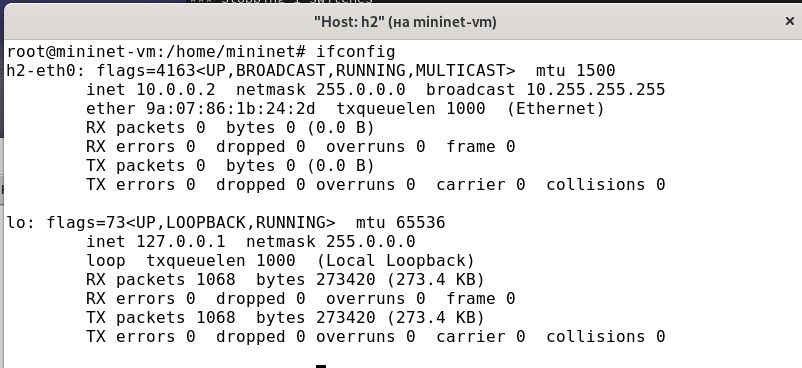 *** Stopping 1 switches
"Host: h2" (на mininet-vm)
root@mininet-vm:/home/mininet# ifconfig
h2-eth0: flags=4163<UP,BROADCAST,RUNNING,MULTICAST>  mtu 1500
        inet 10.0.0.2  netmask 255.0.0.0  broadcast 10.255.255.255
        ether 9a:07:86:1b:24:2d  txqueuelen 1000  (Ethernet)
        RX packets 0  bytes 0 (0.0 B)
        RX errors 0  dropped 0  overruns 0  frame 0
        TX packets 0  bytes 0 (0.0 B)
        TX errors 0  dropped 0 overruns 0  carrier 0  collisions 0

lo: flags=73<UP,LOOPBACK,RUNNING>  mtu 65536
        inet 127.0.0.1  netmask 255.0.0.0
        loop  txqueuelen 1000  (Local Loopback)
        RX packets 1068  bytes 273420 (273.4 KB)
        RX errors 0  dropped 0  overruns 0  frame 0
        TX packets 1068  bytes 273420 (273.4 KB)
        TX errors 0  dropped 0 overruns 0  carrier 0  collisions 0